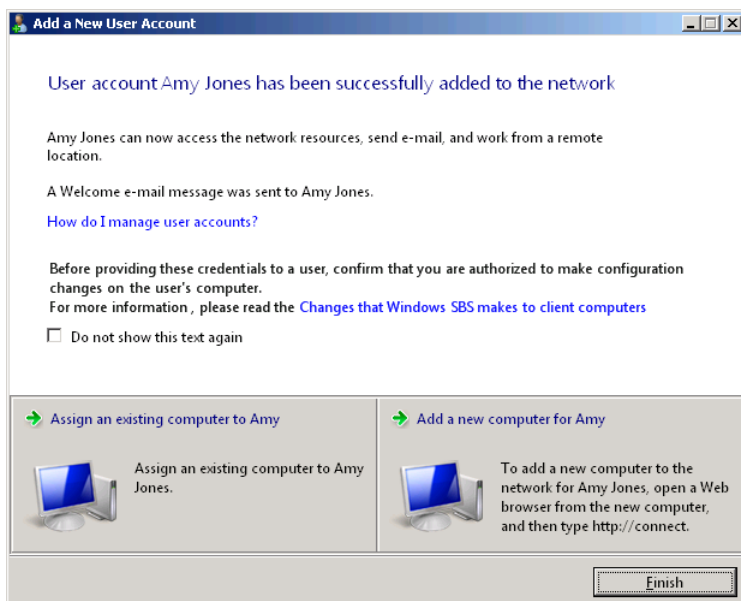 Add a New User Account
User account Amy Jones has been successfully added to the network
Amy Jones can now access the network resources, send e-mail, and work from a remote
location.
A Welcome e-mail message was sent to Amy Jones.
How do I manage user accounts?
Before providing these credentials to a user, confirm that you are authorized to make configuration
changes on the user's computer.
For more information , please read the Changes that Windows SBS makes to client computers
Do not show this text again
Assign an existing computer to Amy
Assign an existing computer to Amy
Jones.
Add a new computer for Amy
To add a new computer to the
network for Amy Jones, open a Web
browser from the new computer,
and then type http://connect.
Finish